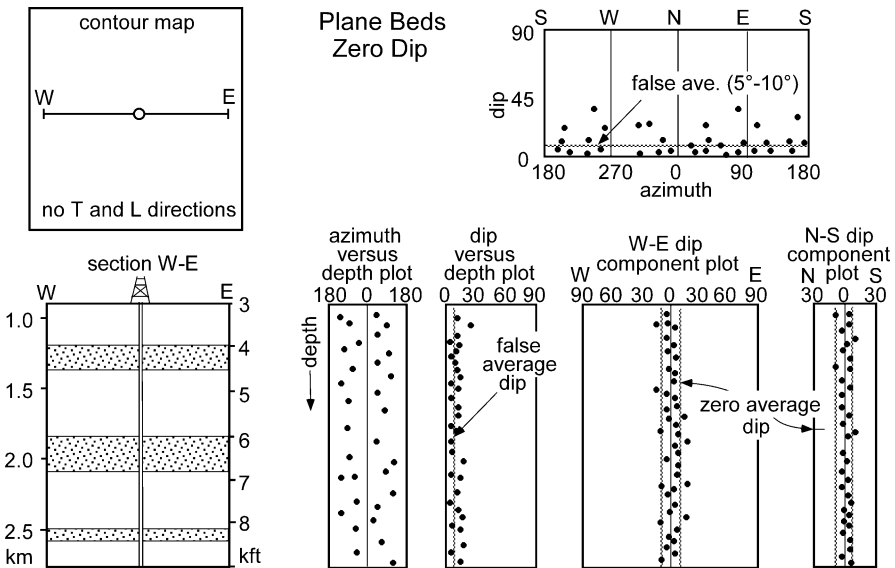 contour map
W E
no T and L directions
Plane Beds
Zero Dip
S W N E S
90
45
0
dip
false ave. (5°-10°)
180 270 0 90 180
azimuth
section W-E
W E
1.0
1.5
2.0
2.5
km
3
4
5
6
7
8
kft
azimuth
versus
depth plot
180 0 180
depth
dip
versus
depth plot
0 30 60 90
false
average
dip
W-E dip
component plot
W E
90 60 30 0 30 60 90
zero average
dip
N-S dip
component
plot
N S
30 0 30